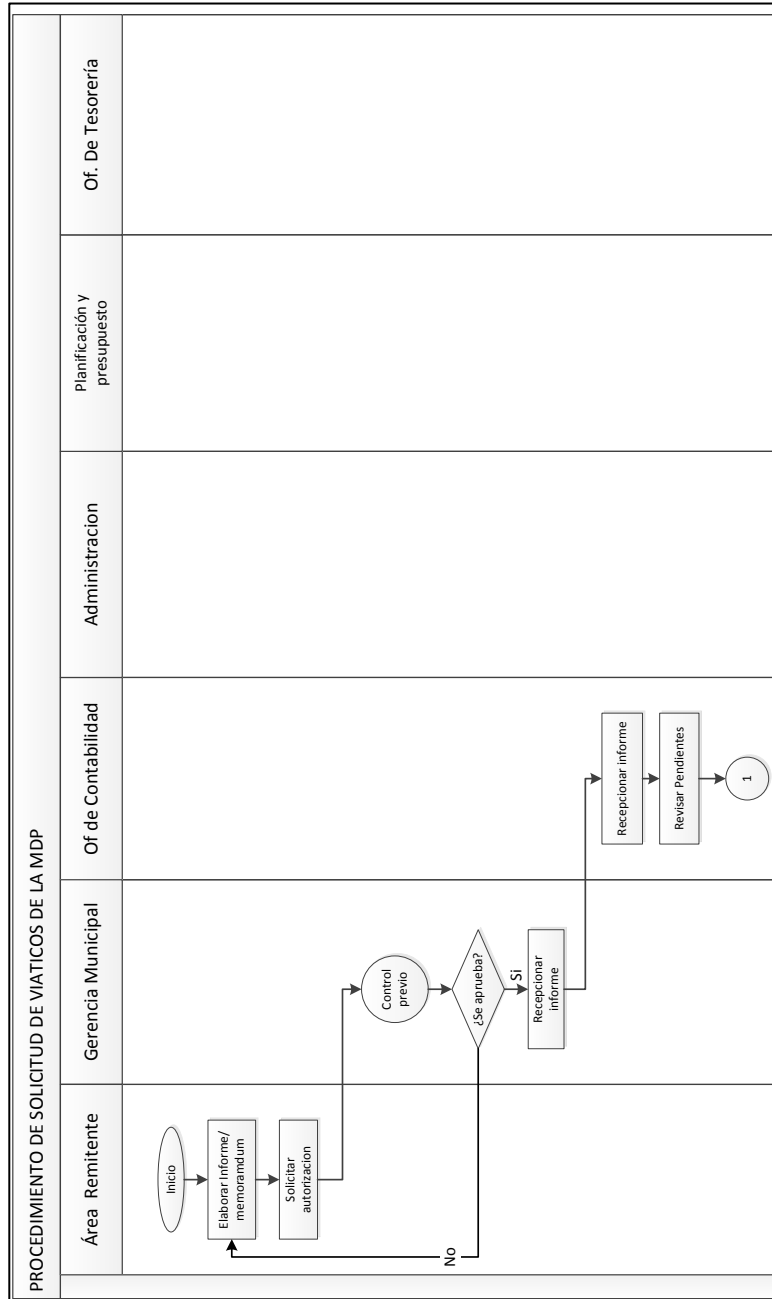 PROCEDIMIENTO DE SOLICITUD DE VIATICOS DE LA MDP
Área Remitente
Gerencia Municipal
Of de Contabilidad
Administracion
Planificación y
presupuesto
Of. De Tesorería
Inicio
Elaborar Informe/
memoramdum
Solicitar
autorizacion
Control
previo
¿Se aprueba?
No
Si
Recepcionar
informe
Recepcionar informe
Revisar Pendientes
1